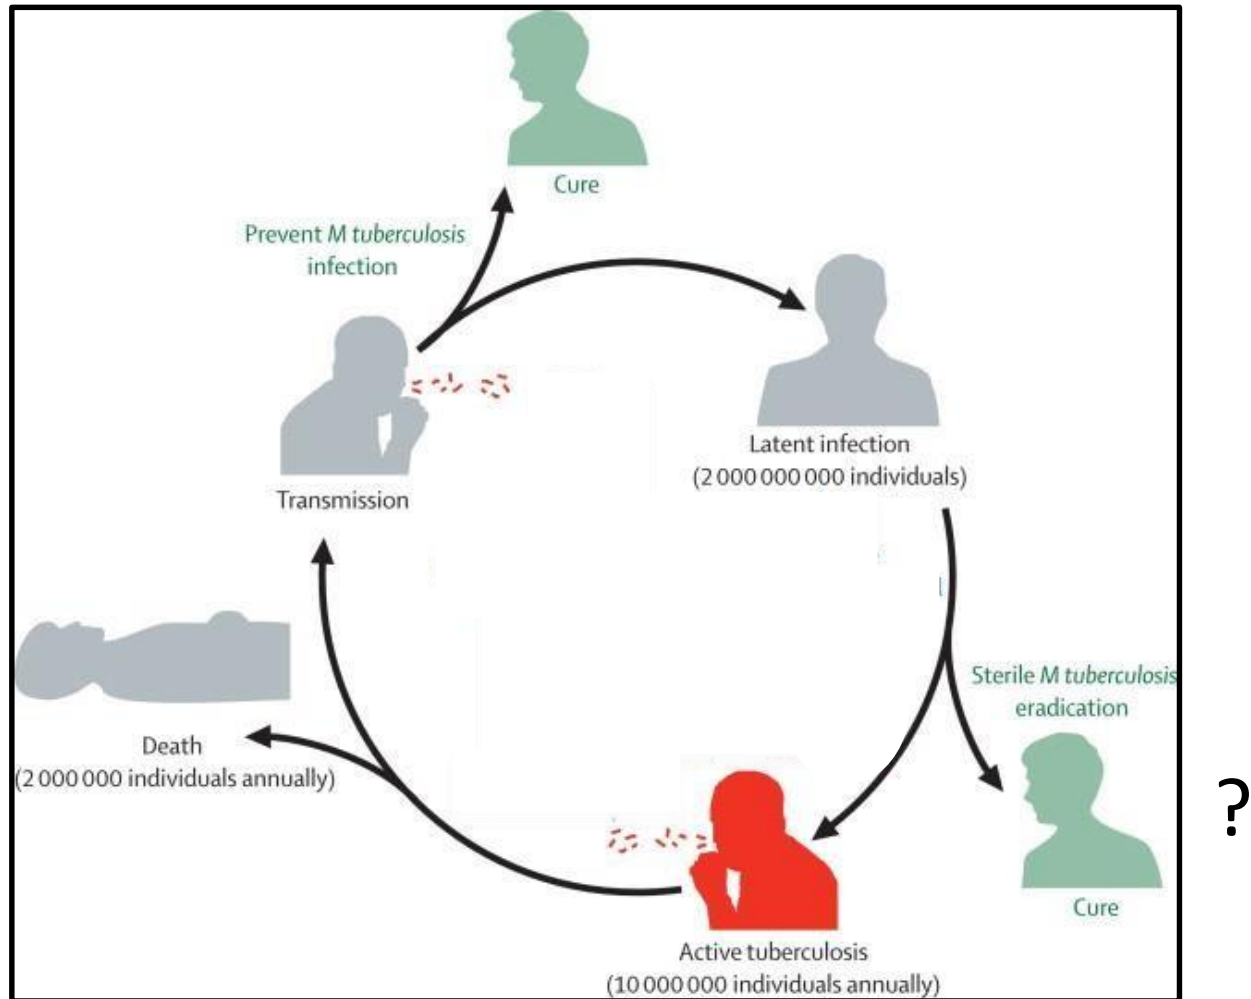 Cure
Prevent M tuberculosis
infection
Latent infection
(2 000 000 000 individuals)
Transmission
Sterile M tuberculosis
eradication
Death
(2 000 000 individuals annually)
?
Cure
Active tuberculosis
(10 000 000 individuals annually)